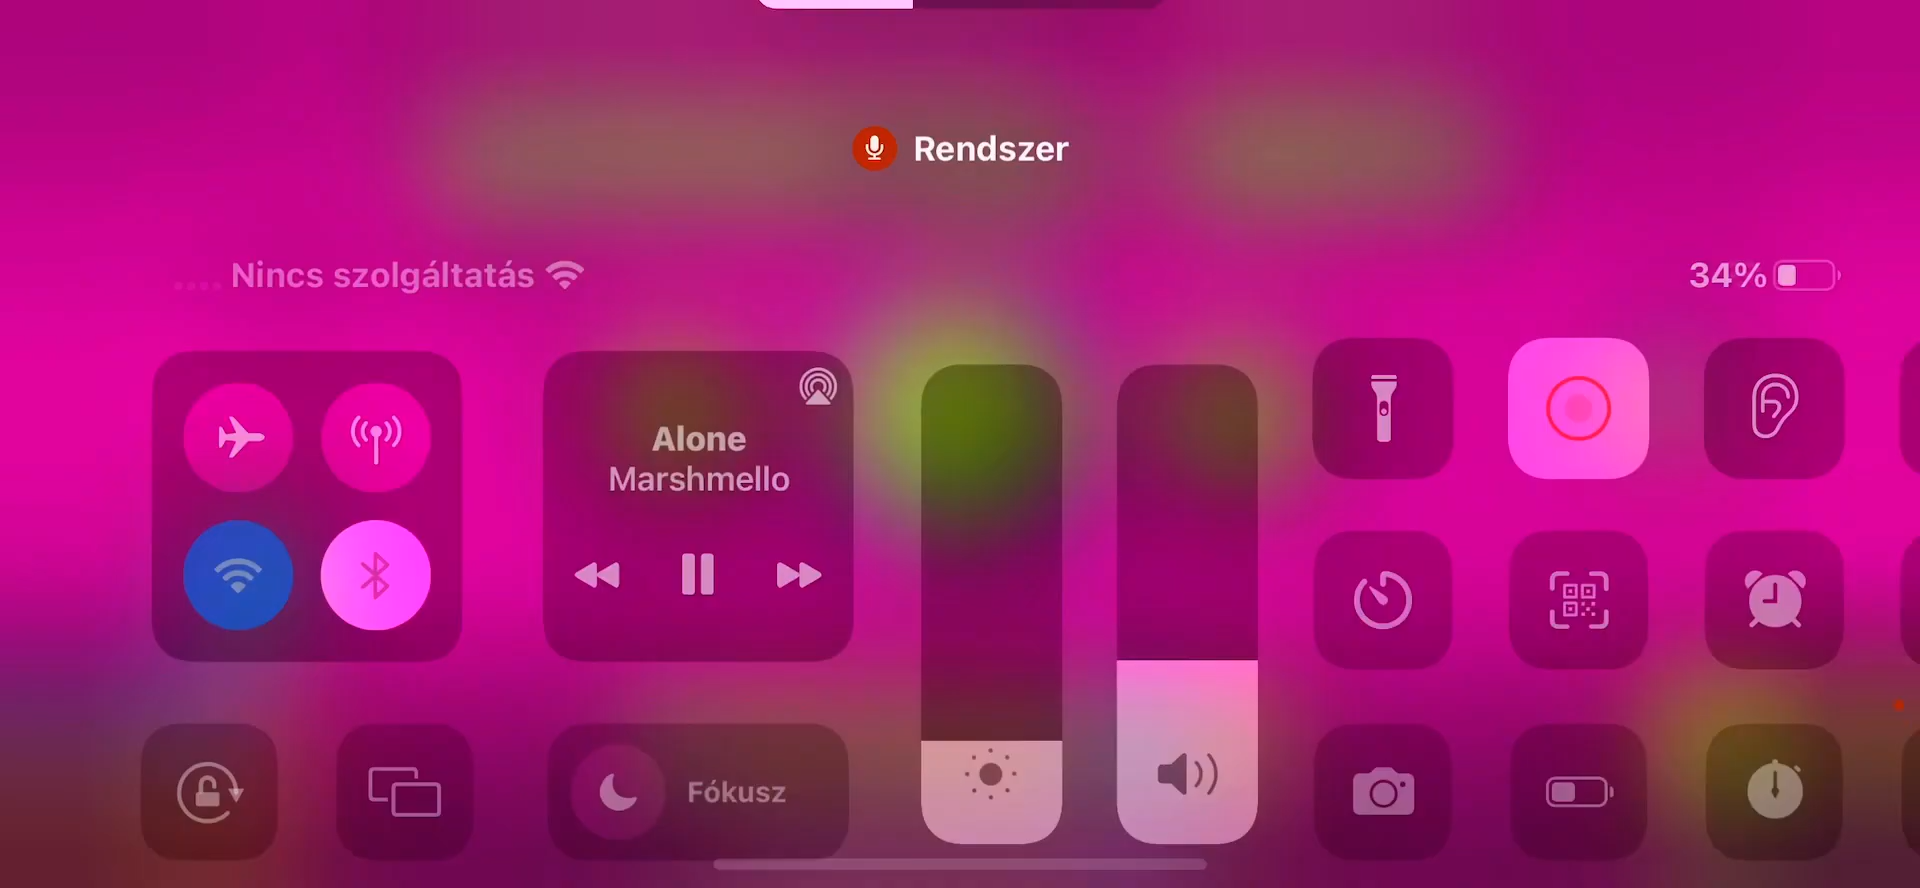 Rendszer
Nincs szolgáltatás
34%
Alone
Marshmello
Fókusz